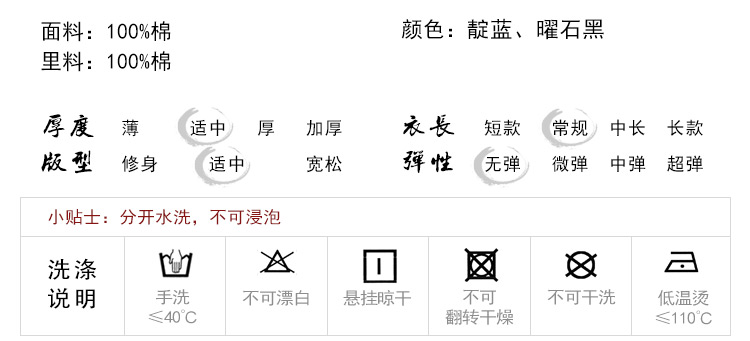 面料：100%棉
里料：100%棉
颜色：靛蓝、曜石黑
厚度 薄 适中 厚 加厚
衣長 短款 常规 中长 长款
版型 修身 适中 宽松
弹性 无弹 微弹 中弹 超弹
小贴士：分开水洗，不可浸泡
洗涤
说明
手洗
≤40℃
不可漂白
悬挂晾干
不可
翻转干燥
不可干洗
低温烫
≤110℃